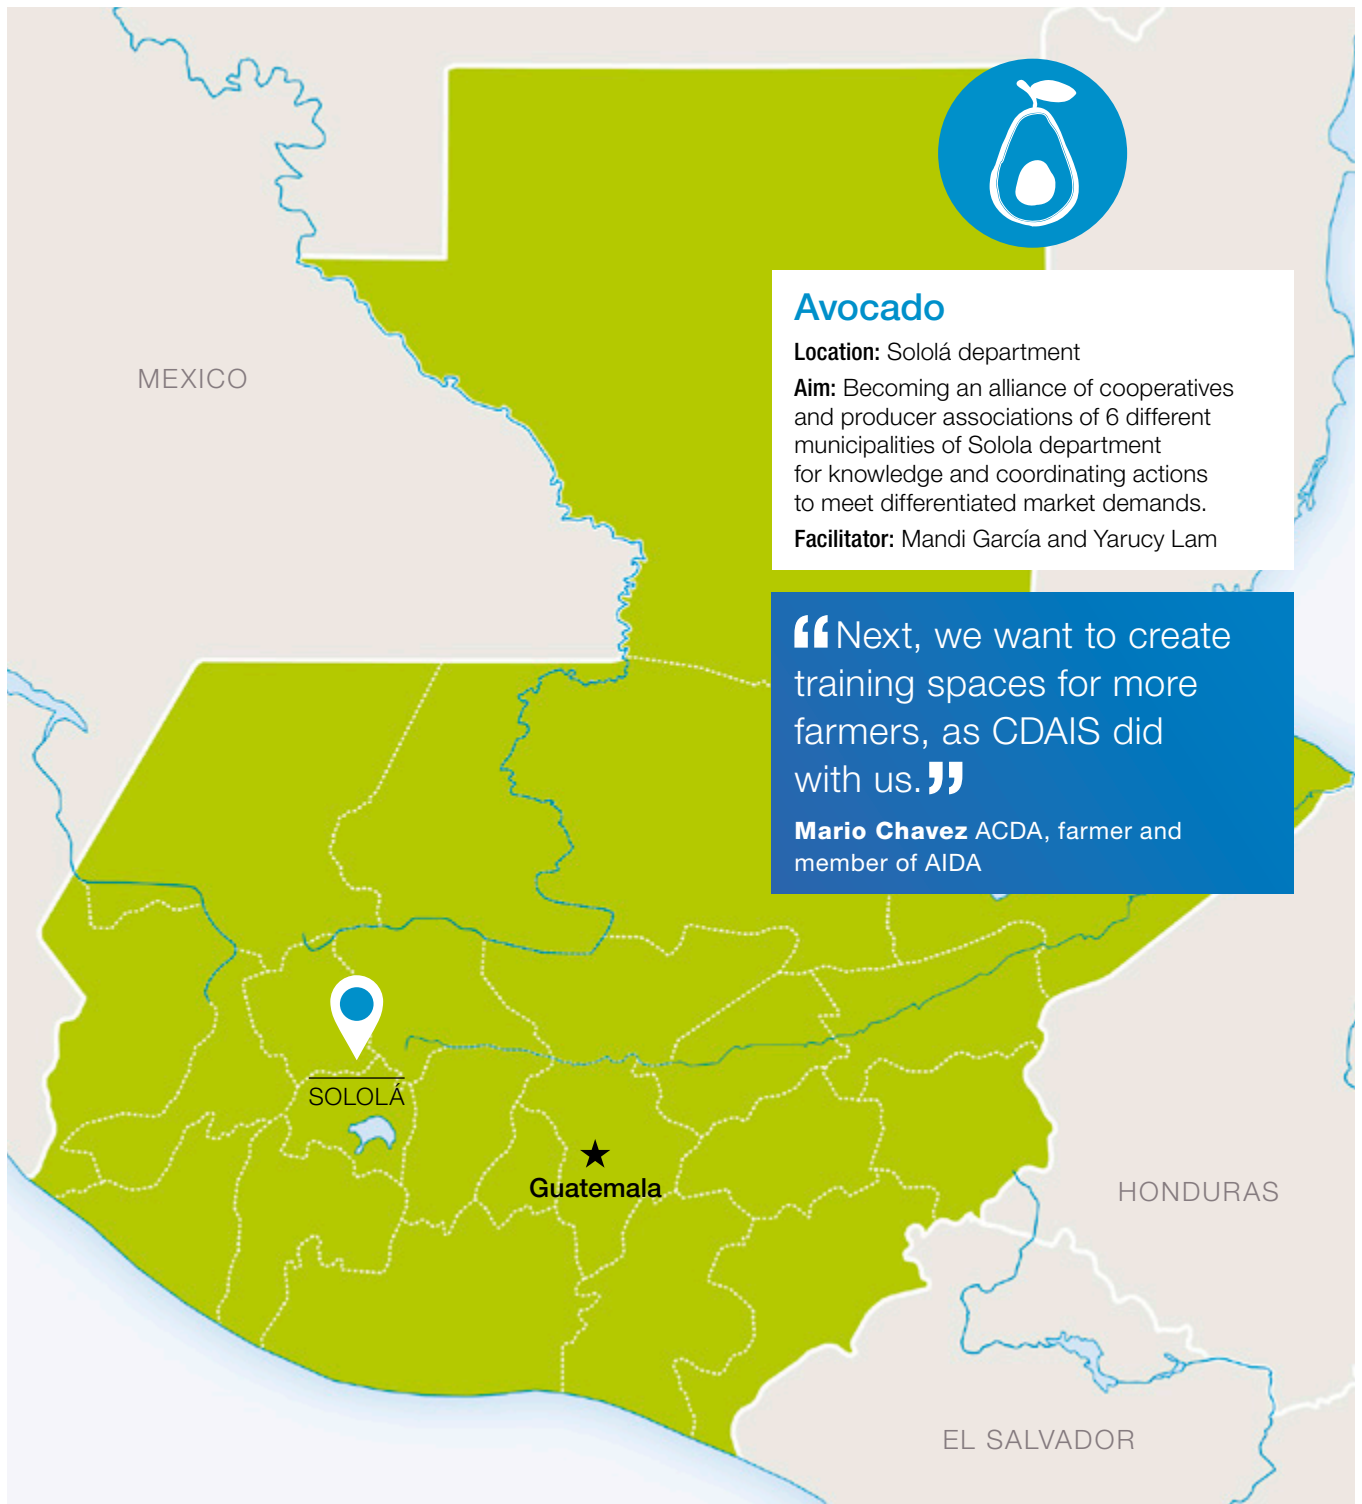 MEXICO
Avocado
Location: Sololá department
Aim: Becoming an alliance of cooperatives
and producer associations of 6 different
municipalities of Solola department
for knowledge and coordinating actions
to meet differentiated market demands.
Facilitator: Mandi García and Yarucy Lam
“Next, we want to create
training spaces for more
farmers, as CDAIS did
with us.”
Mario Chavez ACDA, farmer and
member of AIDA
SOLOLÁ
Guatemala
HONDURAS
EL SALVADOR